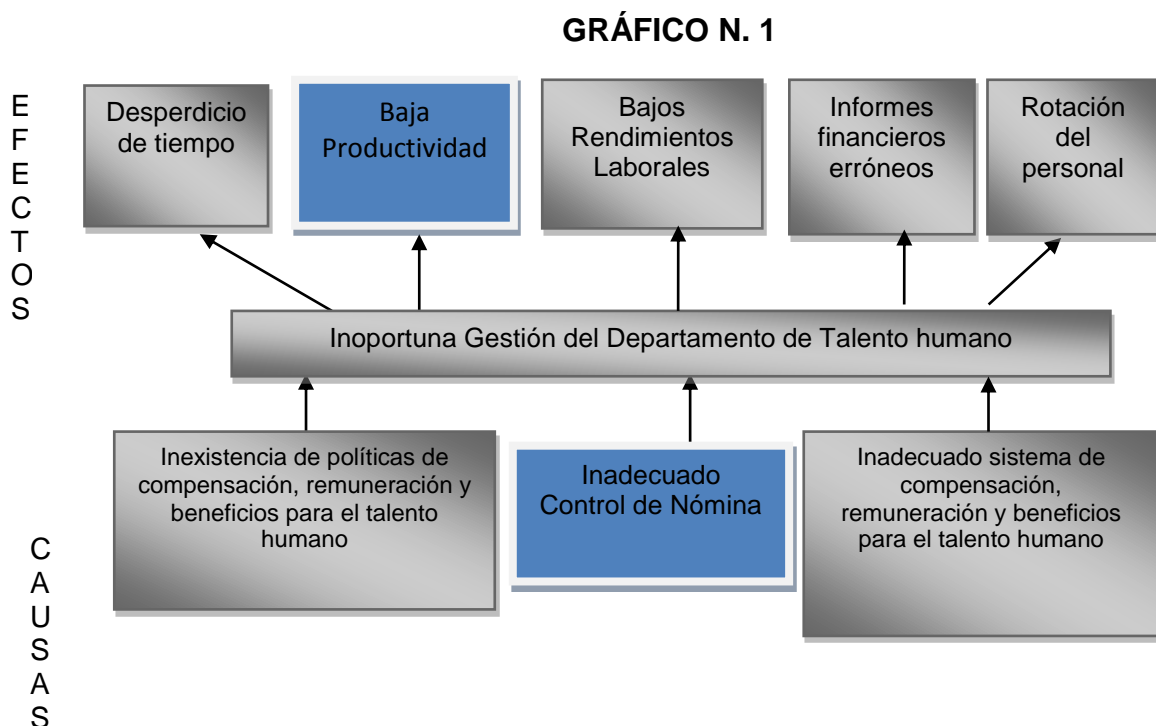 GRÁFICO N. 1
E
F
E
C
T
O
S
Desperdicio
de tiempo
Baja
Productividad
Bajos
Rendimientos
Laborales
Informes
financieros
erróneos
Rotación
del
personal
Inoportuna Gestión del Departamento de Talento humano
Inexistencia de políticas de
compensación, remuneración y
beneficios para el talento
humano
Inadecuado
Control de Nómina
Inadecuado sistema de
compensación,
remuneración y beneficios
para el talento humano
C
A
U
S
A
S